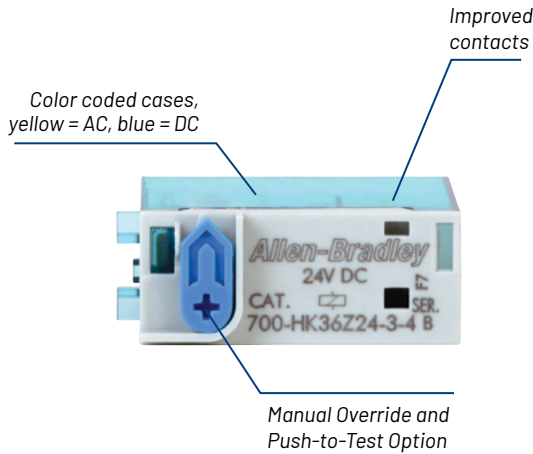 Improved
contacts
Color coded cases,
yellow = AC, blue = DC
Allen-Bradley
24V DC
CAT.
F7
SER.
700-HK36Z24-3-4 B
Manual Override and
Push-to-Test Option